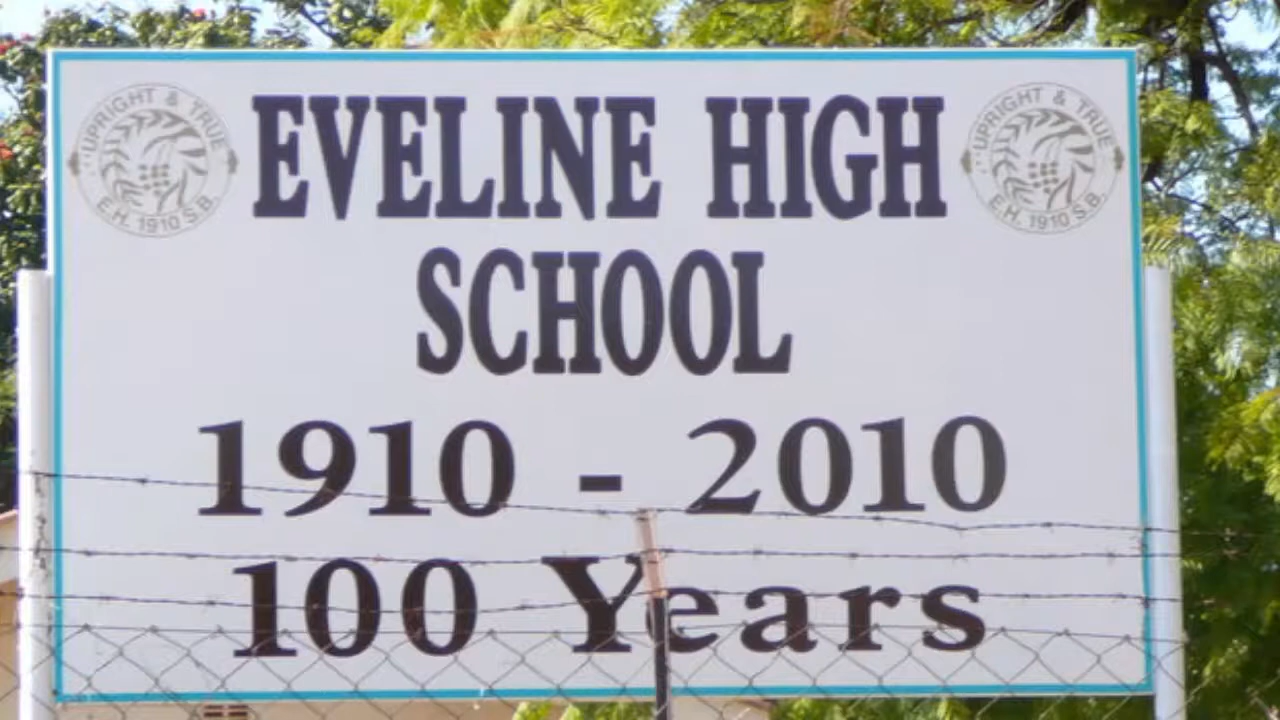 UPRIGHT & TRUE
E.H. 1910 S.B.
EVELINE HIGH
SCHOOL
1910 - 2010
100 Years
UPRIGHT & TRUE
E.H. 1910 S.B.